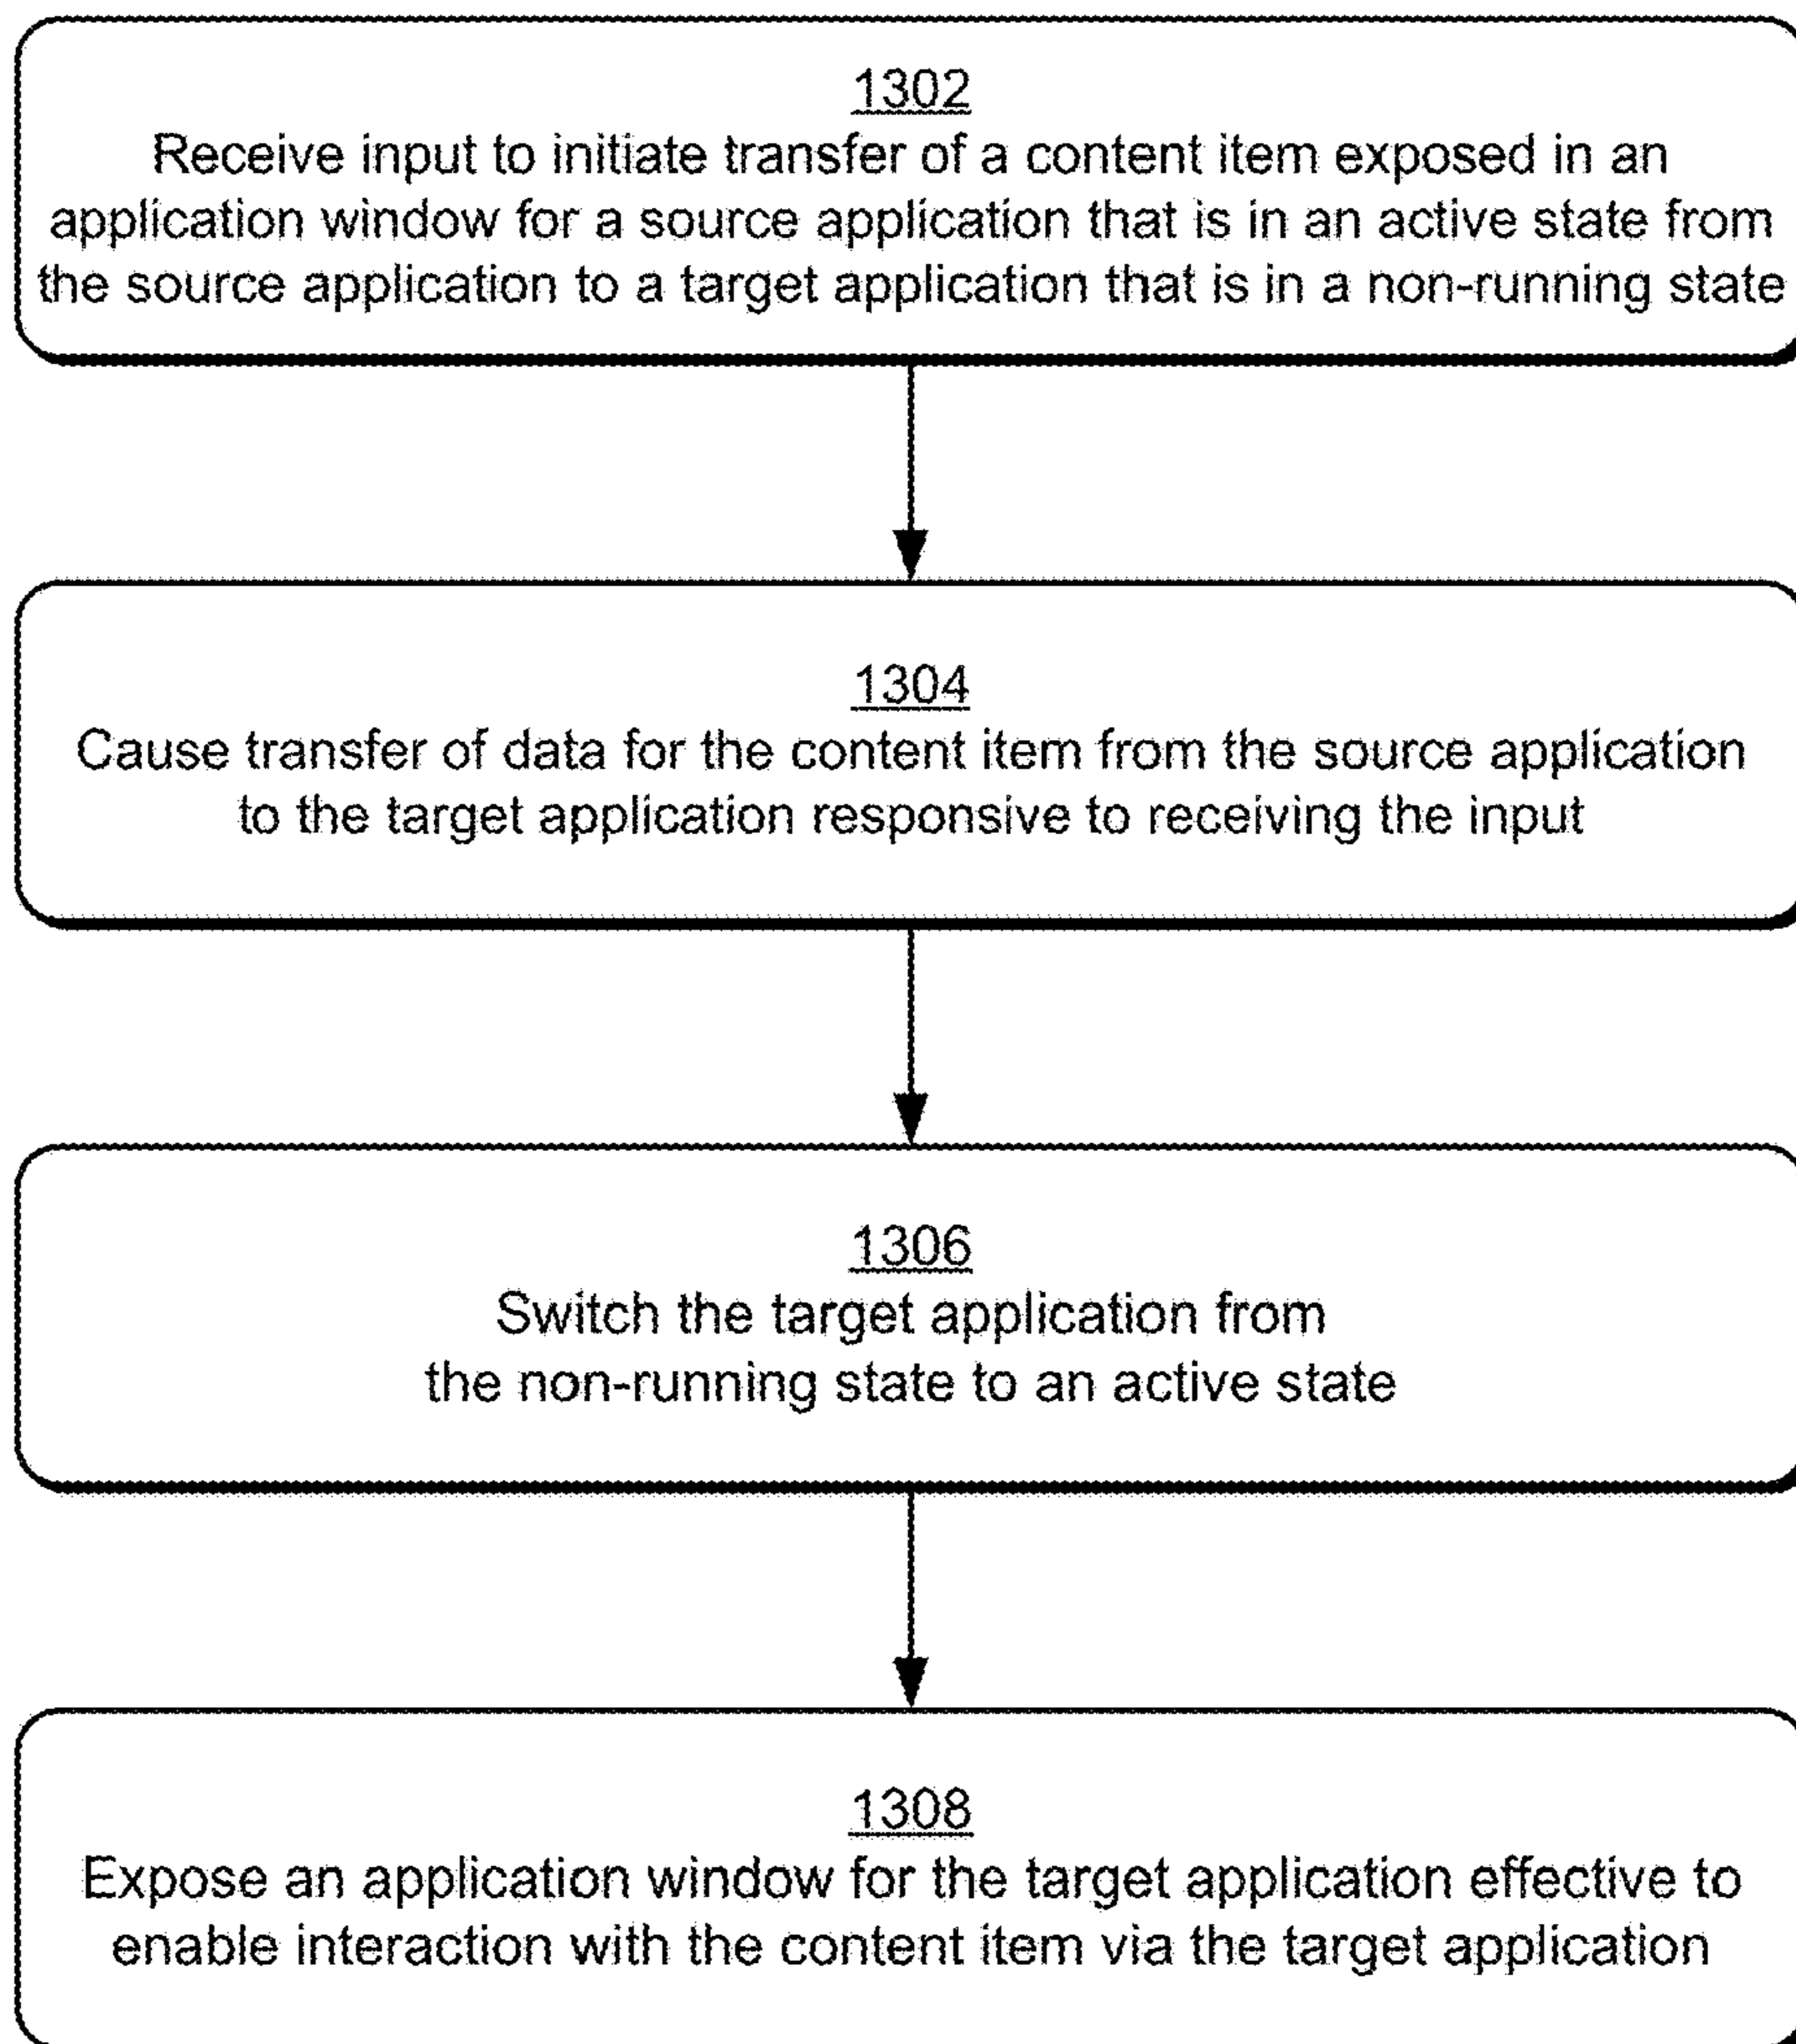 1302
Receive input to initiate transfer of a content item exposed in an
application window for a source application that is in an active state from
the source application to a target application that is in a non-running state
1304
Cause transfer of data for the content item from the source application
to the target application responsive to receiving the input
1306
Switch the target application from
the non-running state to an active state
1308
Expose an application window for the target application effective to
enable interaction with the content item via the target application